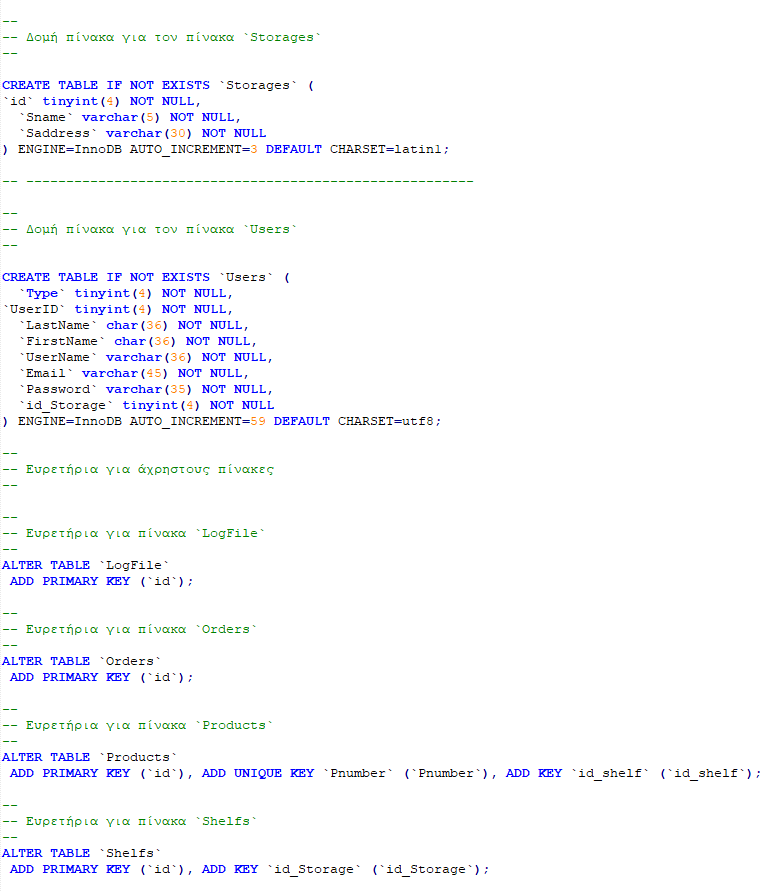 --
-- Δομή πίνακα για τον πίνακα `Storages`
--
CREATE TABLE IF NOT EXISTS `Storages` (
`id` tinyint(4) NOT NULL,
  `Sname` varchar(5) NOT NULL,
  `Saddress` varchar(30) NOT NULL
) ENGINE=InnoDB AUTO_INCREMENT=3 DEFAULT CHARSET=latin1;
-- --------------------------------------------------------
--
-- Δομή πίνακα για τον πίνακα `Users`
--
CREATE TABLE IF NOT EXISTS `Users` (
  `Type` tinyint(4) NOT NULL,
`UserID` tinyint(4) NOT NULL,
  `LastName` char(36) NOT NULL,
  `FirstName` char(36) NOT NULL,
  `UserName` varchar(36) NOT NULL,
  `Email` varchar(45) NOT NULL,
  `Password` varchar(35) NOT NULL,
  `id_Storage` tinyint(4) NOT NULL
) ENGINE=InnoDB AUTO_INCREMENT=59 DEFAULT CHARSET=utf8;
--
-- Ευρετήρια για άχρηστους πίνακες
--
--
-- Ευρετήρια για πίνακα `LogFile`
--
ALTER TABLE `LogFile`
 ADD PRIMARY KEY (`id`);
--
-- Ευρετήρια για πίνακα `Orders`
--
ALTER TABLE `Orders`
 ADD PRIMARY KEY (`id`);
--
-- Ευρετήρια για πίνακα `Products`
--
ALTER TABLE `Products`
 ADD PRIMARY KEY (`id`), ADD UNIQUE KEY `Pnumber` (`Pnumber`), ADD KEY `id_shelf` (`id_shelf`);
--
-- Ευρετήρια για πίνακα `Shelfs`
--
ALTER TABLE `Shelfs`
 ADD PRIMARY KEY (`id`), ADD KEY `id_Storage` (`id_Storage`);